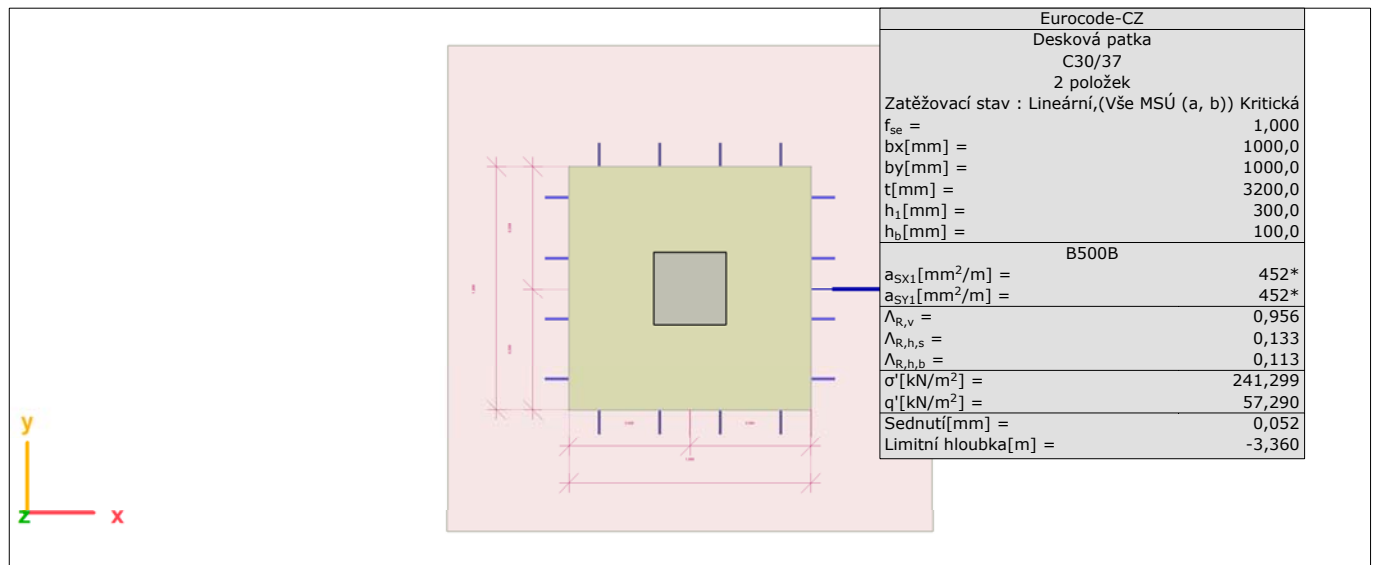 Eurocode-CZ
Desková patka
C30/37
2 položek
Zatěžovací stav : Lineární,(Vše MSÚ (a, b)) Kritická
fse = 1,000
bx[mm] = 1000,0
by[mm] = 1000,0
t[mm] = 3200,0
h1[mm] = 300,0
hb[mm] = 100,0
B500B
aSX1[mm²/m] = 452*
aSY1[mm²/m] = 452*
ΛR,v = 0,956
ΛR,h,s = 0,133
ΛR,h,b = 0,113
σ'[kN/m²] = 241,299
q'[kN/m²] = 57,290
Sednutí[mm] = 0,052
Limitní hloubka[m] = -3,360
y
z x